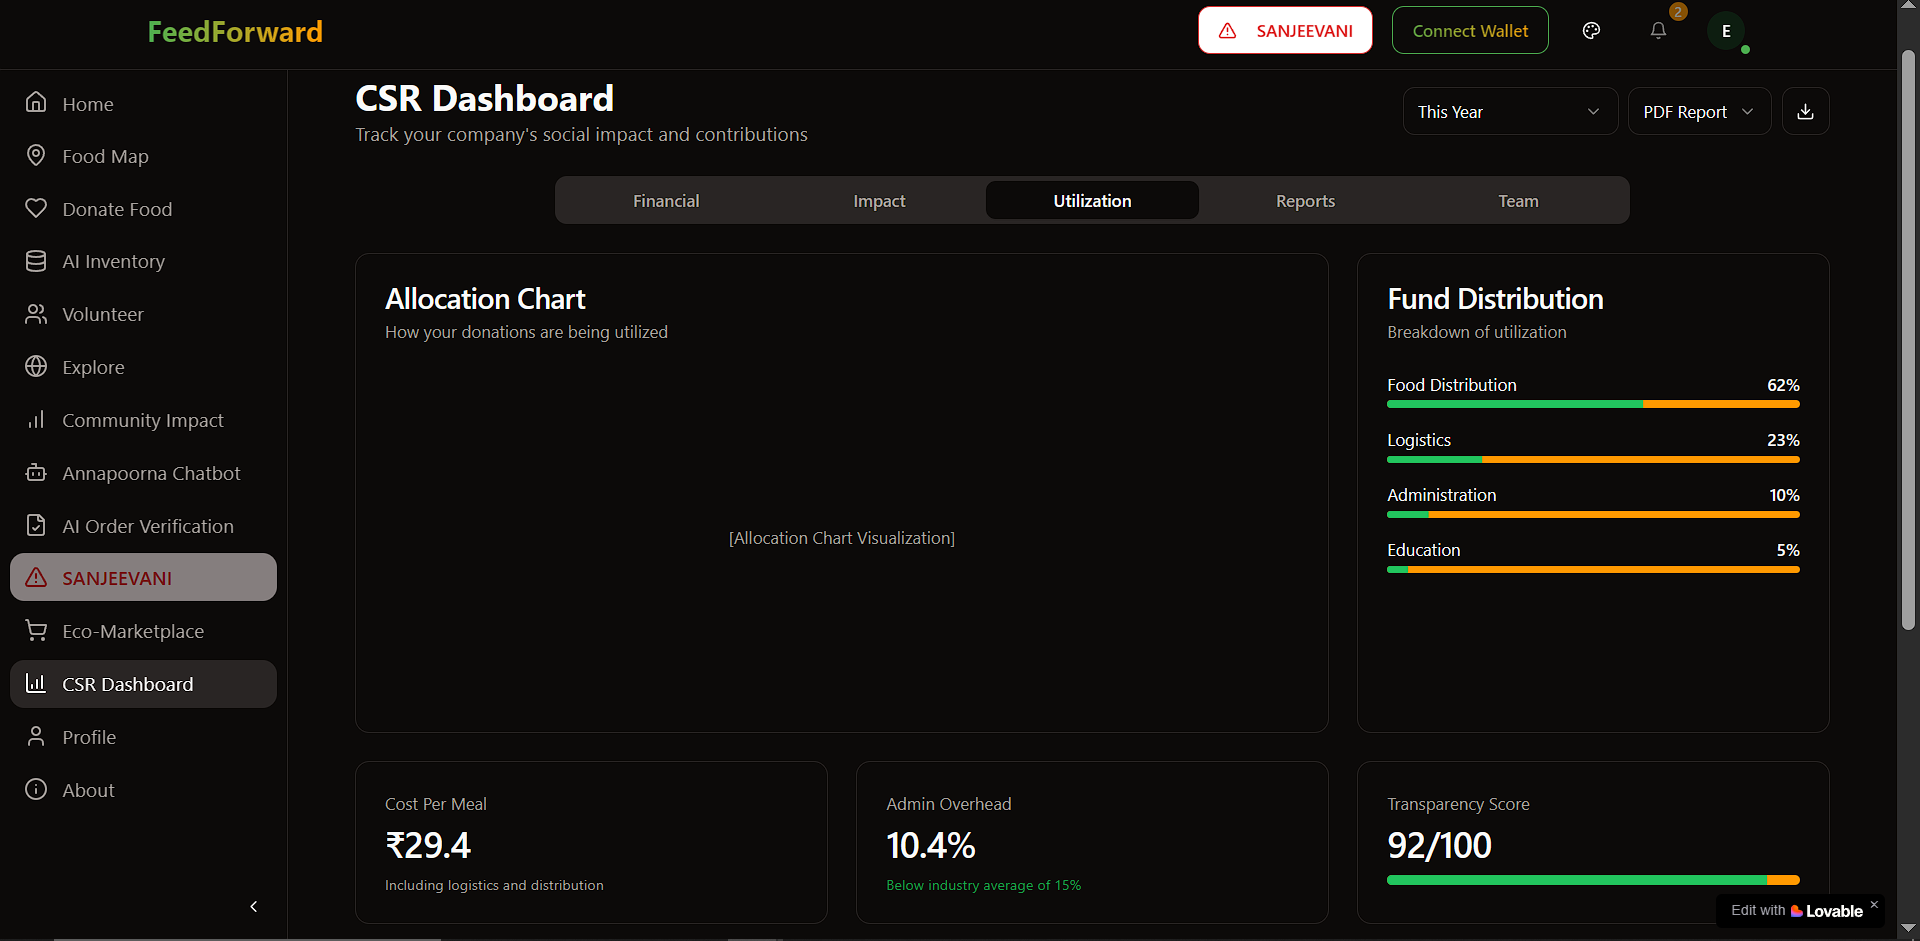 FeedForward
SANJEEVANI
Connect Wallet
2
E
Home
Food Map
Donate Food
AI Inventory
Volunteer
Explore
Community Impact
Annapoorna Chatbot
AI Order Verification
SANJEEVANI
Eco-Marketplace
CSR Dashboard
Profile
About
CSR Dashboard
Track your company's social impact and contributions
This Year
PDF Report
Financial
Impact
Utilization
Reports
Team
Allocation Chart
How your donations are being utilized
[Allocation Chart Visualization]
Fund Distribution
Breakdown of utilization
Food Distribution 62%
Logistics 23%
Administration 10%
Education 5%
Cost Per Meal
₹29.4
Including logistics and distribution
Admin Overhead
10.4%
Below industry average of 15%
Transparency Score
92/100
Edit with Lovable